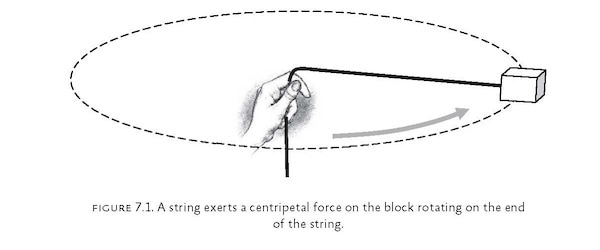 FIGURE 7.1. A string exerts a centripetal force on the block rotating on the end
of the string.